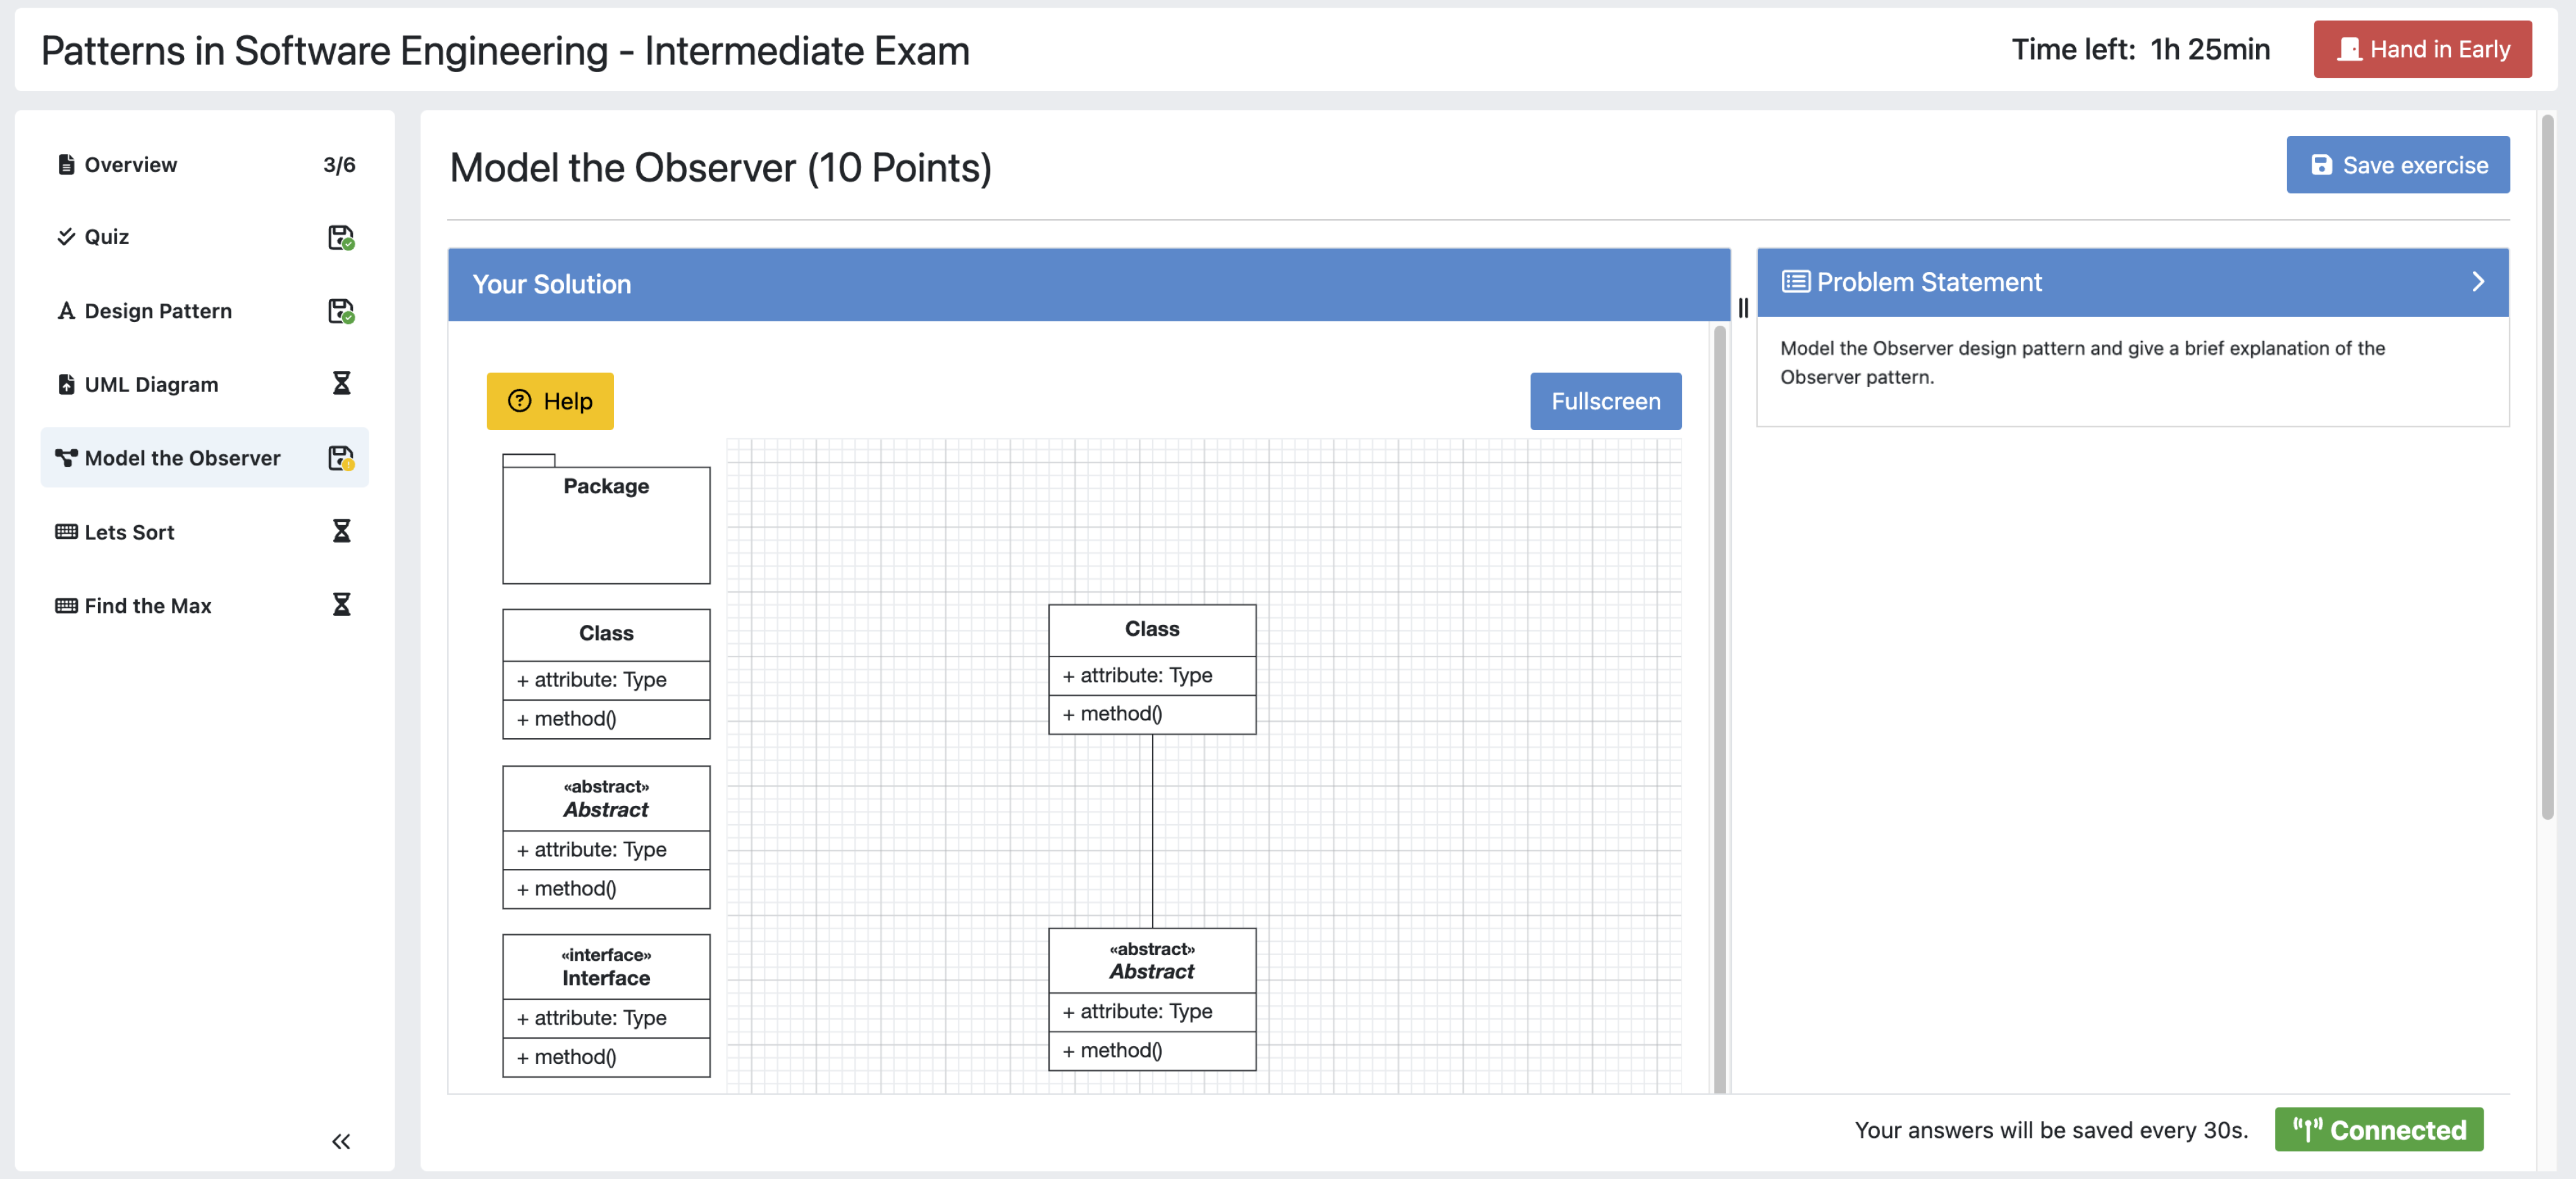 Patterns in Software Engineering - Intermediate Exam
Time left: 1h 25min
Hand in Early
Overview 3/6
Quiz
Design Pattern
UML Diagram
Model the Observer
Lets Sort
Find the Max
Model the Observer (10 Points)
Save exercise
Your Solution
Help
Fullscreen
Package
Class
+ attribute: Type
+ method()
«abstract»
Abstract
+ attribute: Type
+ method()
«interface»
Interface
+ attribute: Type
+ method()
Class
+ attribute: Type
+ method()
«abstract»
Abstract
+ attribute: Type
+ method()
Problem Statement
Model the Observer design pattern and give a brief explanation of the
Observer pattern.
Your answers will be saved every 30s.
Connected